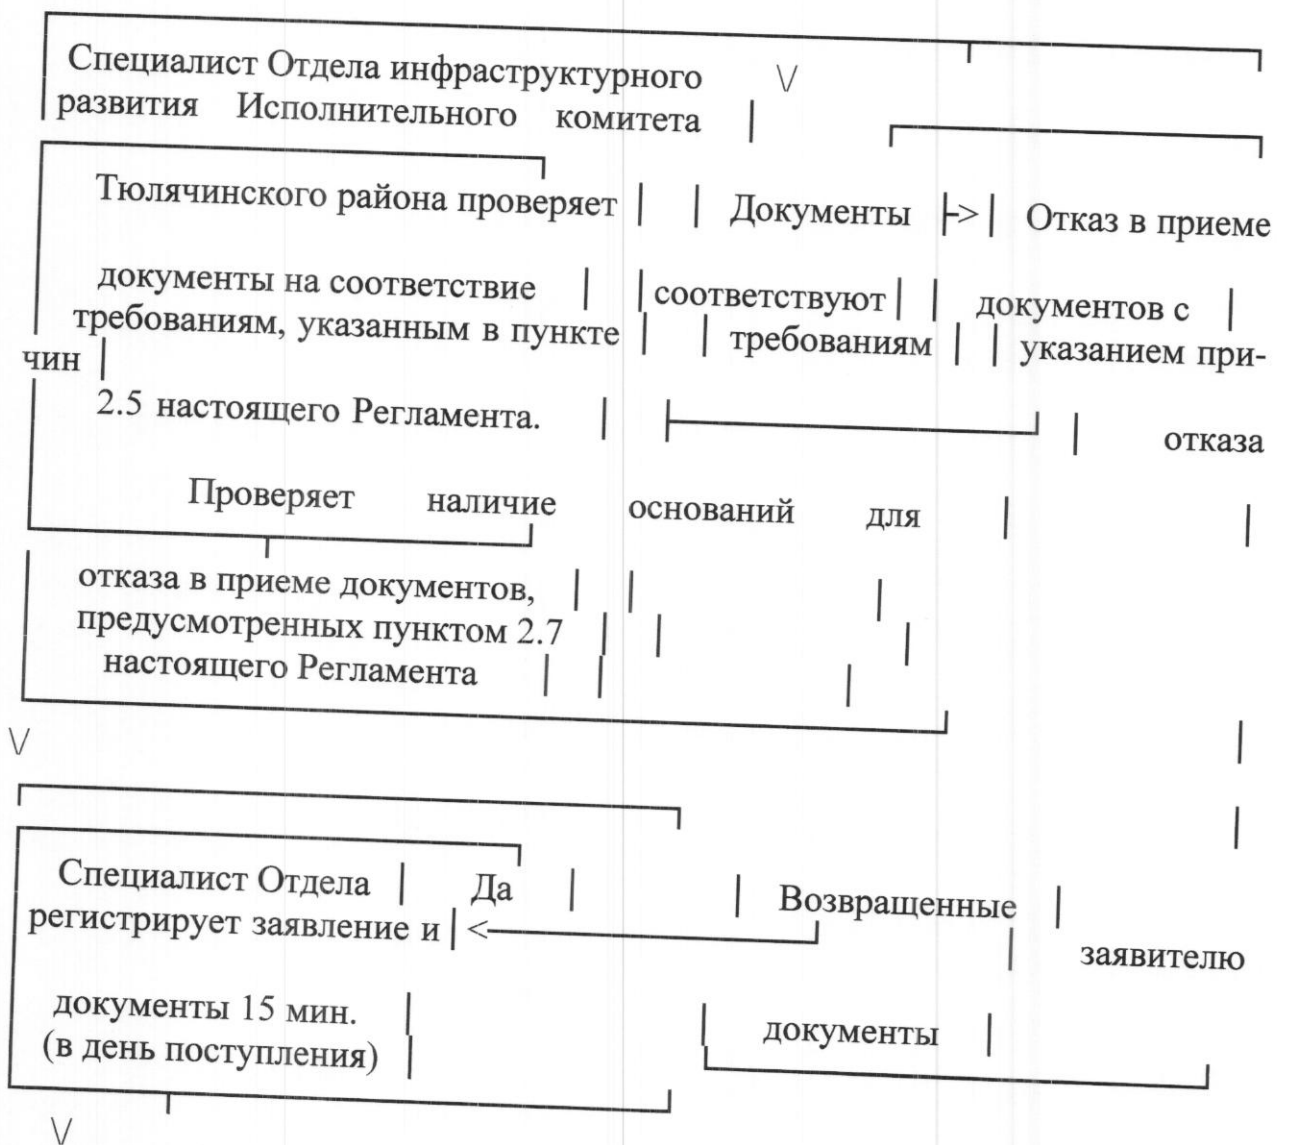 Специалист Отдела инфраструктурного \/
развития Исполнительного комитета |
Тюлячинского района проверяет | | Документы ├>| Отказ в приеме
документы на соответствие | |соответствуют| | документов с |
требованиям, указанным в пункте | | требованиям | | указанием при-
чин |
2.5 настоящего Регламента. | | отказа
Проверяет наличие оснований для | |
отказа в приеме документов, | | |
предусмотренных пунктом 2.7 | | |
настоящего Регламента | | |
\/ |
|
Специалист Отдела | Да | | Возвращенные |
регистрирует заявление и | <
| заявителю
документы 15 мин. | | документы |
(в день поступления) |
\/